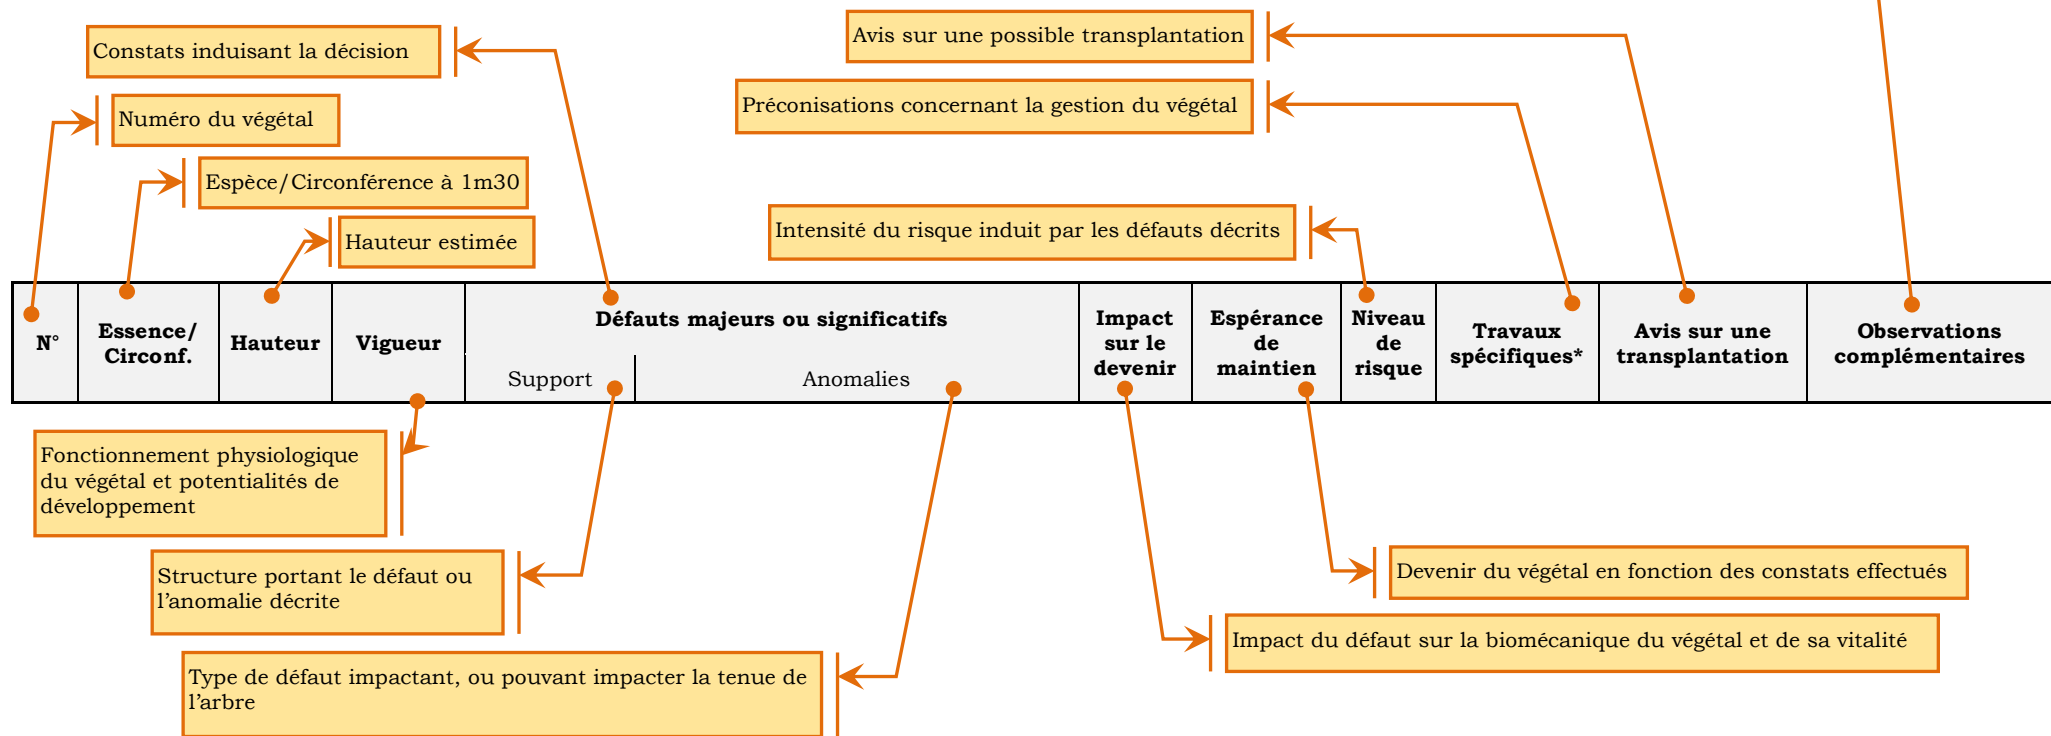 Constats induisant la décision
Avis sur une possible transplantation
Numéro du végétal
Préconisations concernant la gestion du végétal
Espèce/Circonférence à 1m30
Hauteur estimée
Intensité du risque induit par les défauts décrits
N°
Essence/
Circonf.
Hauteur
Vigueur
Défauts majeurs ou significatifs
Support
Anomalies
Impact
sur le
devenir
Espérance
de
maintien
Niveau
de
risque
Travaux
spécifiques*
Avis sur une
transplantation
Observations
complémentaires
Fonctionnement physiologique
du végétal et potentialités de
développement
Structure portant le défaut ou
l’anomalie décrite
Devenir du végétal en fonction des constats effectués
Impact du défaut sur la biomécanique du végétal et de sa vitalité
Type de défaut impactant, ou pouvant impacter la tenue de
l’arbre